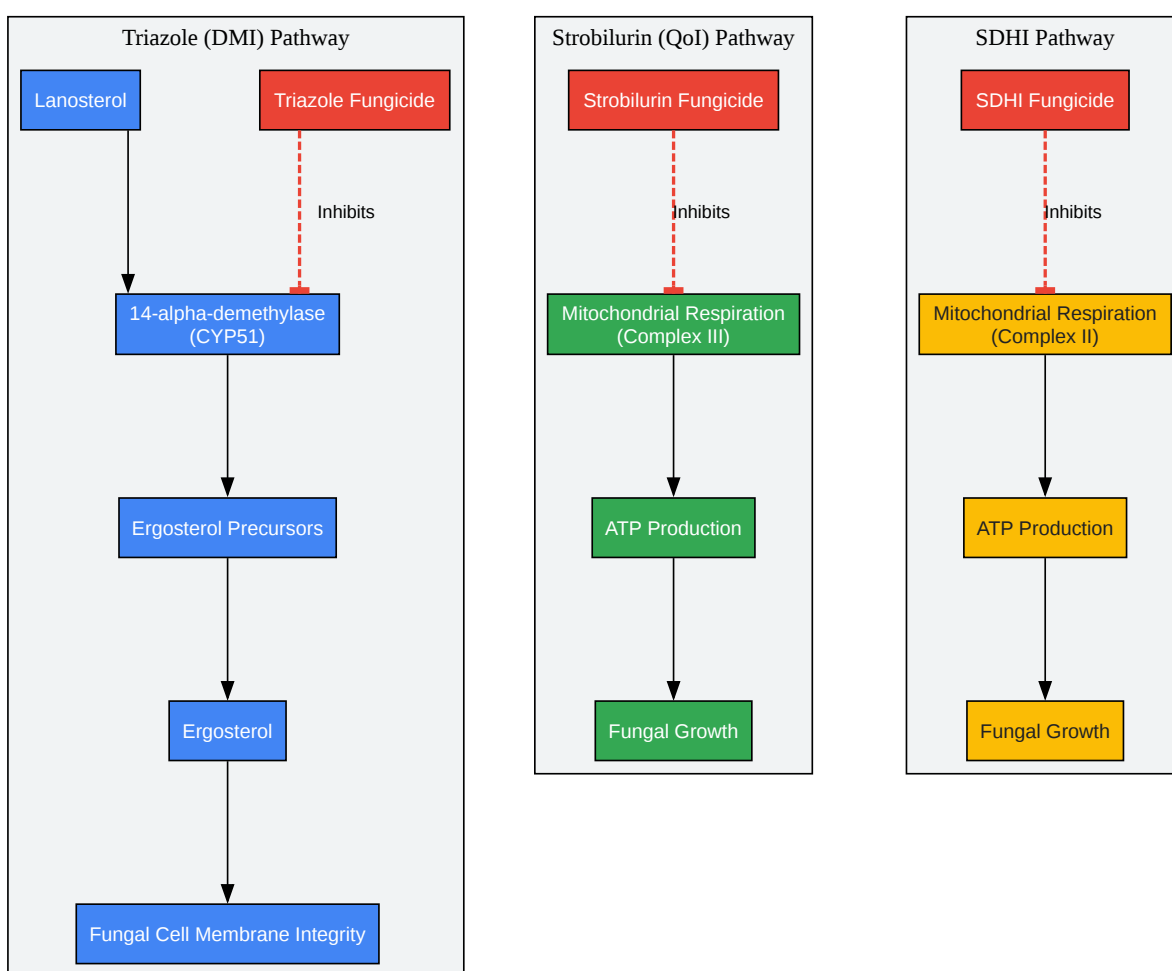 Triazole (DMI) Pathway
Lanosterol
Triazole Fungicide
Inhibits
14-alpha-demethylase
(CYP51)
Ergosterol Precursors
Ergosterol
Fungal Cell Membrane Integrity
Strobilurin (QoI) Pathway
Strobilurin Fungicide
Inhibits
Mitochondrial Respiration
(Complex III)
ATP Production
Fungal Growth
SDHI Pathway
SDHI Fungicide
Inhibits
Mitochondrial Respiration
(Complex II)
ATP Production
Fungal Growth